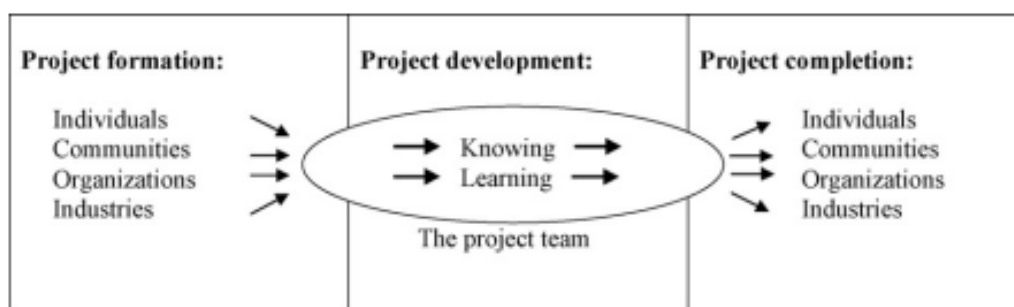 Project formation:
Individuals
Communities
Organizations
Industries
Project development:
Knowing
Learning
The project team
Project completion:
Individuals
Communities
Organizations
Industries